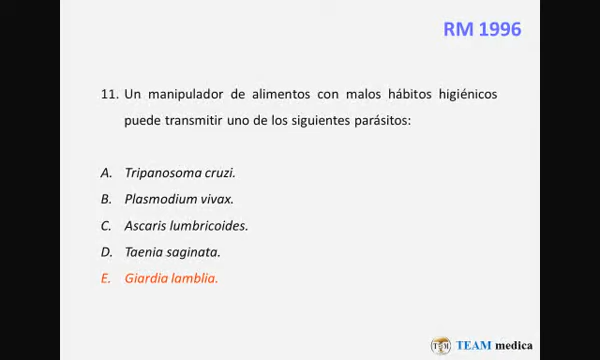 RM 1996
11. Un manipulador de alimentos con malos hábitos higiénicos
puede transmitir uno de los siguientes parásitos:
A. Tripanosoma cruzi.
B. Plasmodium vivax.
C. Ascaris lumbricoides.
D. Taenia saginata.
E. Giardia lamblia.
TEAM medica